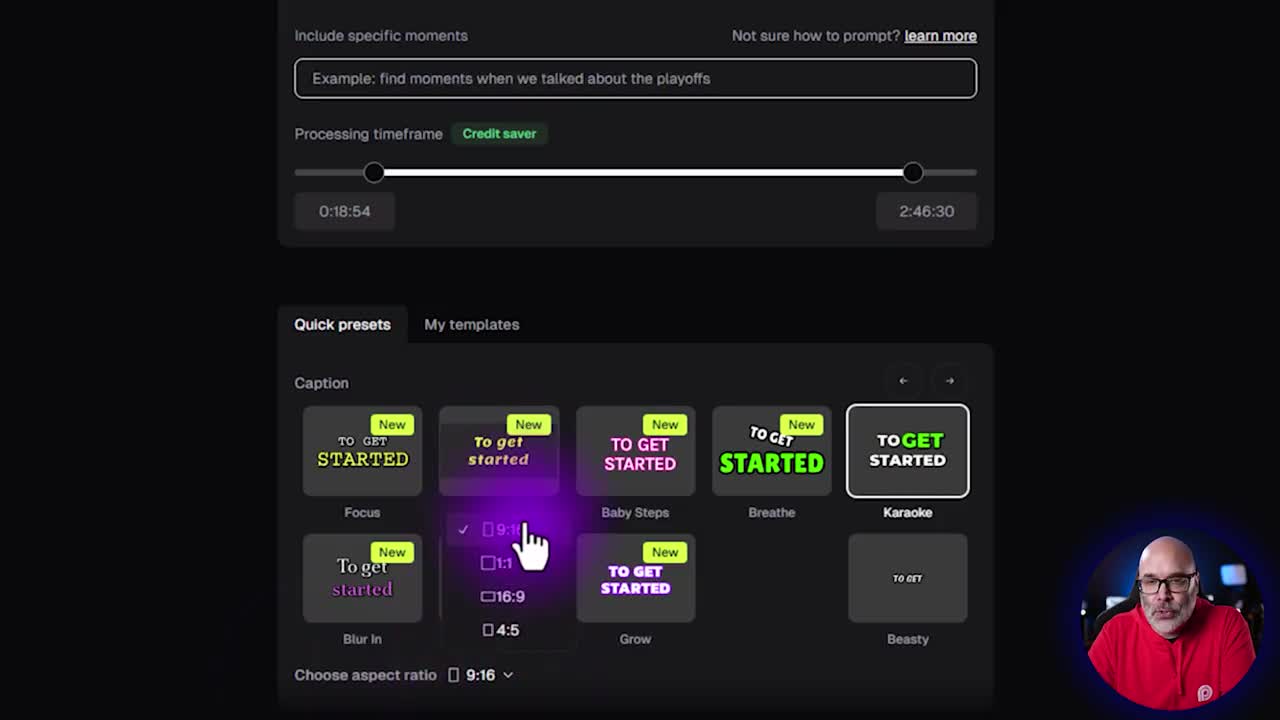 Include specific moments
Not sure how to prompt? learn more
Example: find moments when we talked about the playoffs
Processing timeframe
Credit saver
0:18:54
2:46:30
Quick presets
My templates
Caption
New
TO GET
STARTED
New
To get
started
New
TO GET
STARTED
New
TO GET
STARTED
TO GET
STARTED
Focus
Baby Steps
Breathe
Karaoke
New
To get
started
9:16
1:1
16:9
4:5
New
TO GET
STARTED
TO GET
Blur In
Grow
Beasty
Choose aspect ratio
9:16